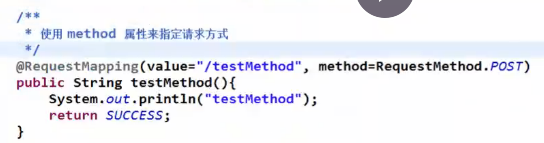 /**
 * 使用 method 属性来指定请求方式
 */
@RequestMapping(value="/testMethod", method=RequestMethod.POST)
public String testMethod(){
    System.out.println("testMethod");
    return SUCCESS;
}